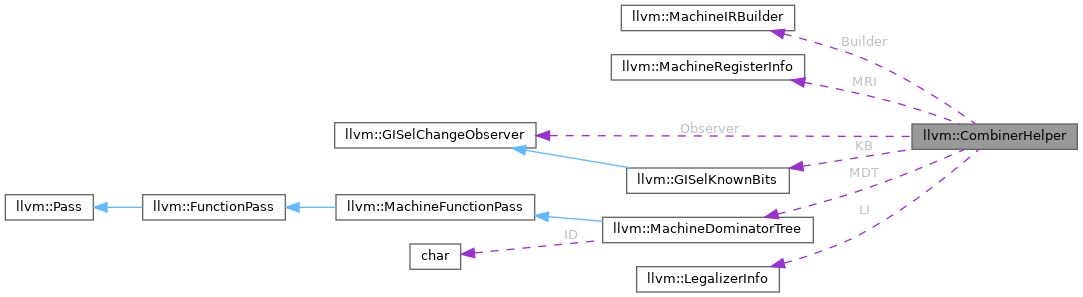 llvm::MachineIRBuilder
Builder
llvm::MachineRegisterInfo
MRI
llvm::GISelChangeObserver
Observer
llvm::CombinerHelper
KB
llvm::GISelKnownBits
MDT
llvm::Pass
llvm::FunctionPass
llvm::MachineFunctionPass
LI
llvm::MachineDominatorTree
ID
char
llvm::LegalizerInfo